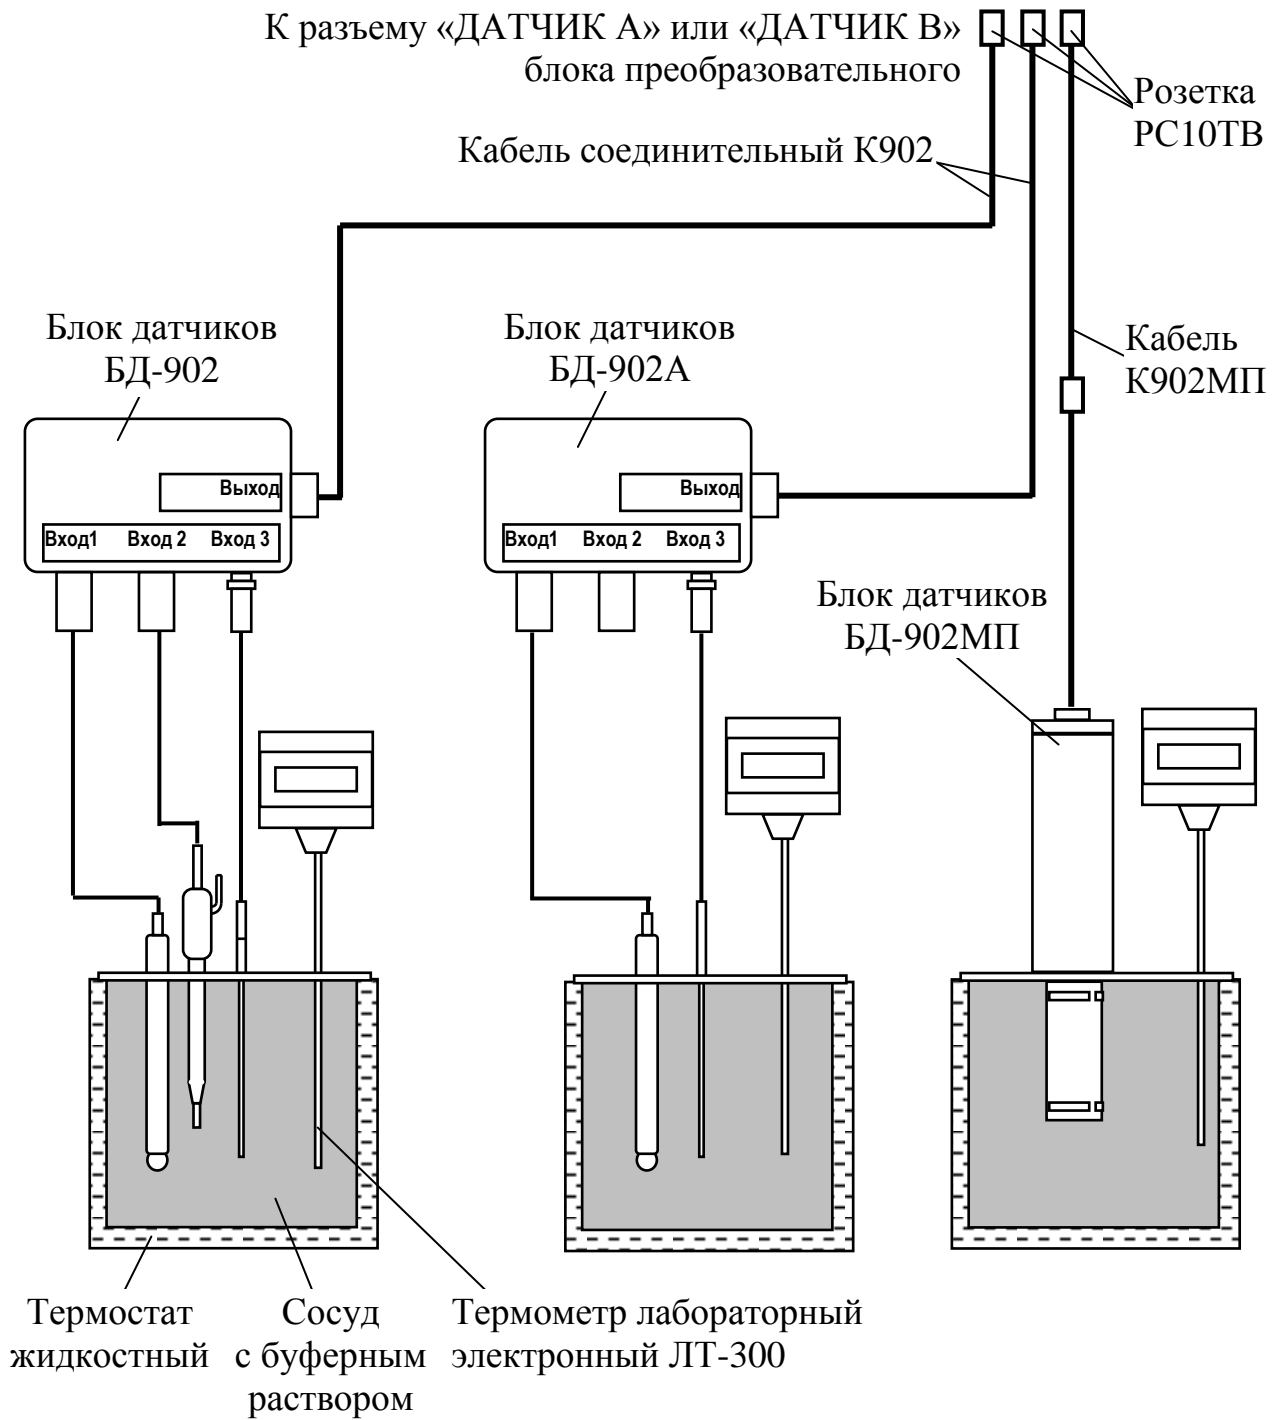 К разъему «ДАТЧИК А» или «ДАТЧИК В»
блока преобразовательного
Розетка
РС10ТВ
Кабель соединительный К902
Блок датчиков
БД-902
Блок датчиков
БД-902А
Кабель
К902МП
Выход
Вход1 Вход 2 Вход 3
Выход
Вход1 Вход 2 Вход 3
Блок датчиков
БД-902МП
Термостат
жидкостный
Сосуд
с буферным
раствором
Термометр лабораторный
электронный ЛТ-300